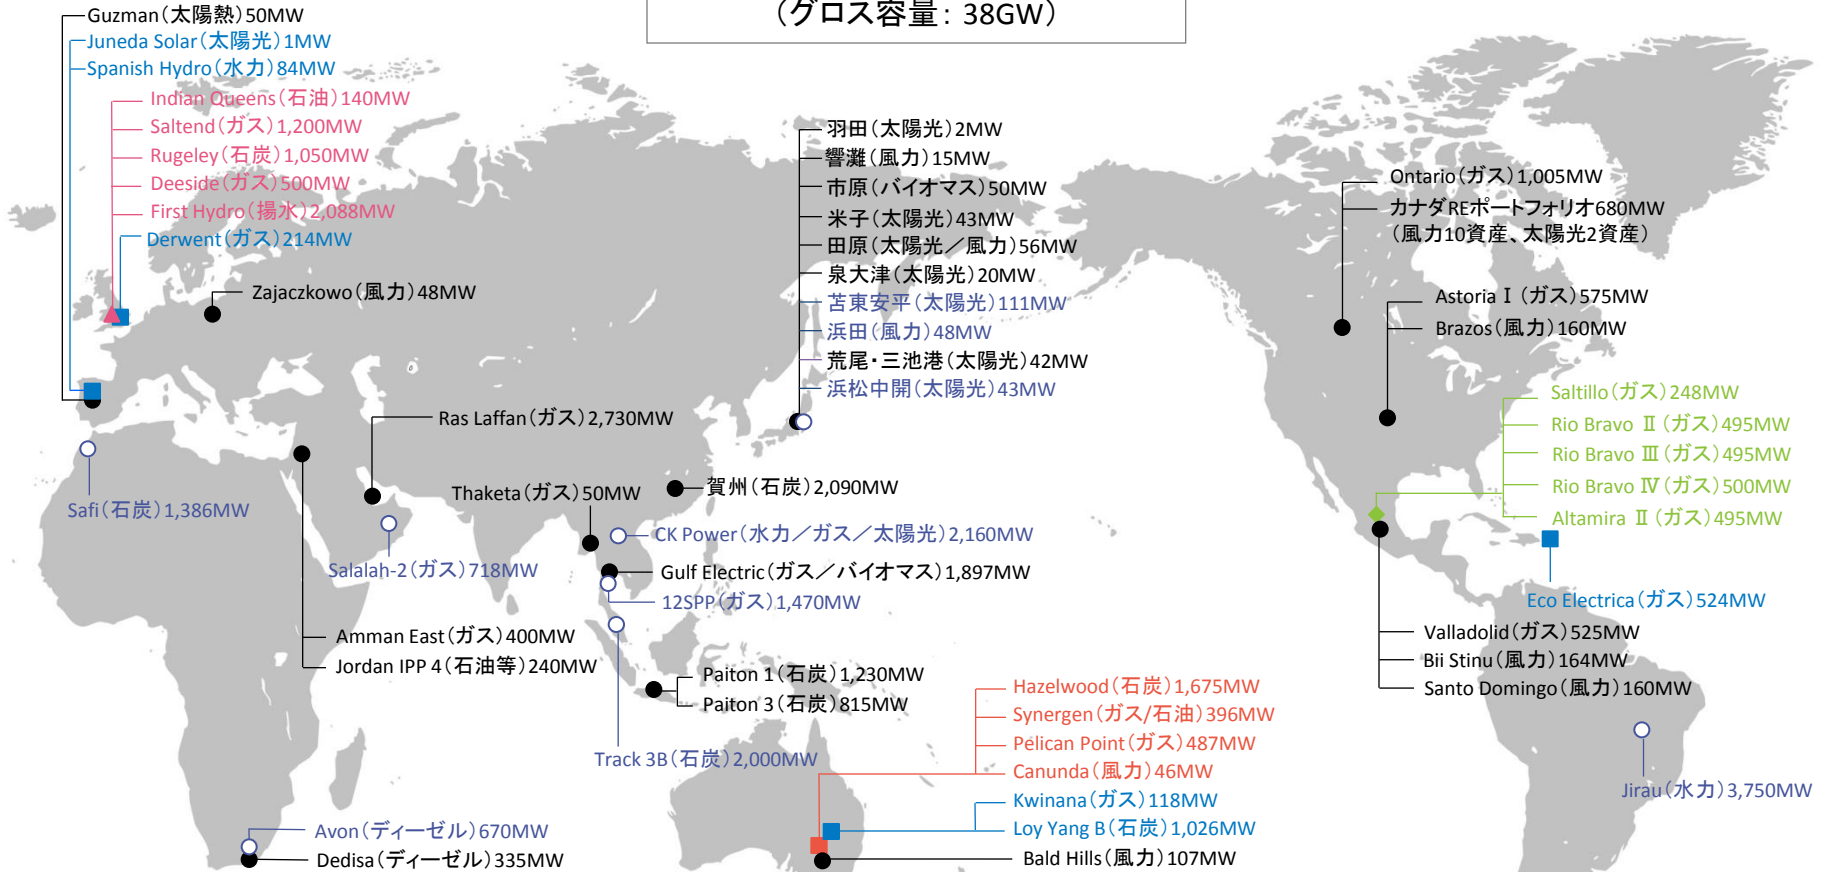 (グロス容量: 38GW)
Guzman(太陽熱)50MW
Juneda Solar(太陽光)1MW
Spanish Hydro(水力)84MW
Indian Queens(石油)140MW
Saltend(ガス)1,200MW
Rugeley(石炭)1,050MW
Deeside(ガス)500MW
First Hydro(揚水)2,088MW
Derwent(ガス)214MW
Zajaczkowo(風力)48MW
羽田(太陽光)2MW
響灘(風力)15MW
市原(バイオマス)50MW
米子(太陽光)43MW
田原(太陽光/風力)56MW
泉大津(太陽光)20MW
苫東安平(太陽光)111MW
浜田(風力)48MW
荒尾・三池港(太陽光)42MW
浜松中開(太陽光)43MW
Ontario(ガス)1,005MW
カナダREポートフォリオ680MW
(風力10資産、太陽光2資産)
Astoria Ⅰ(ガス)575MW
Brazos(風力)160MW
Saltillo(ガス)248MW
Rio Bravo Ⅱ(ガス)495MW
Rio Bravo Ⅲ(ガス)495MW
Rio Bravo Ⅳ(ガス)500MW
Altamira Ⅱ(ガス)495MW
Eco Electrica(ガス)524MW
Valladolid(ガス)525MW
Bii Stinu(風力)164MW
Santo Domingo(風力)160MW
Jirau(水力)3,750MW
Ras Laffan(ガス)2,730MW
Safi(石炭)1,386MW
Salalah-2(ガス)718MW
Amman East(ガス)400MW
Jordan IPP 4(石油等)240MW
Thaketa(ガス)50MW
賀州(石炭)2,090MW
CK Power(水力/ガス/太陽光)2,160MW
Gulf Electric(ガス/バイオマス)1,897MW
12SPP(ガス)1,470MW
Paiton 1(石炭)1,230MW
Paiton 3(石炭)815MW
Track 3B(石炭)2,000MW
Hazelwood(石炭)1,675MW
Synergen(ガス/石油)396MW
Pelican Point(ガス)487MW
Canunda(風力)46MW
Kwinana(ガス)118MW
Loy Yang B(石炭)1,026MW
Bald Hills(風力)107MW
Avon(ディーゼル)670MW
Dedisa(ディーゼル)335MW